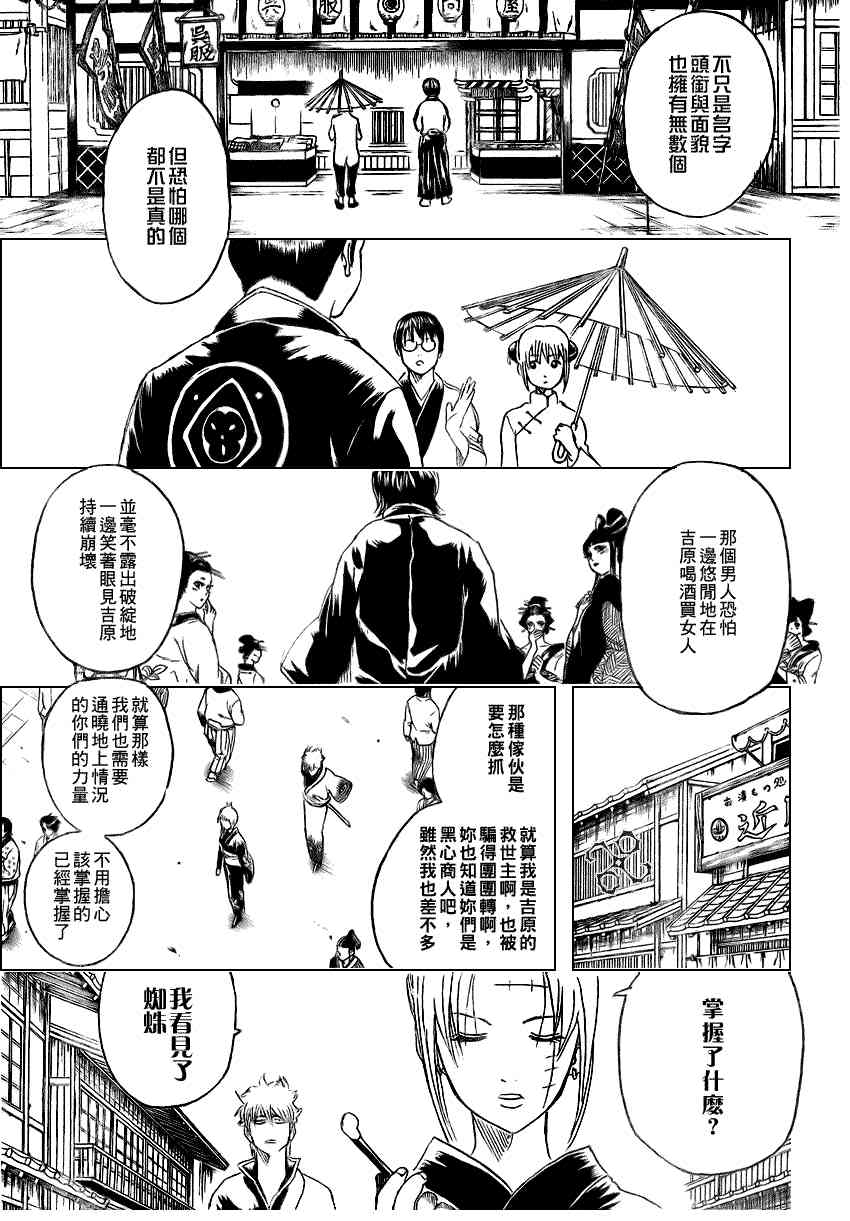 呉服
呉
服
問
屋
不只是名字
頭銜與面貌
也擁有無數個
但恐怕哪個
都不是真的
那個男人恐怕
一邊悠閒地在
吉原喝酒買女人
並毫不露出破綻地
一邊笑著眼見吉原
持續崩壞
近
那種傢伙是
要怎麼抓
就算我是吉原的
救世主啊，也被
騙得團團轉啊，
妳也知道妳們是
黑心商人吧，
雖然我也差不多
就算那樣
我們也需要
通曉地上情況
的你們的力量
不用擔心
該掌握的
已經掌握了
掌握了什麼？
我看見了
蜘蛛